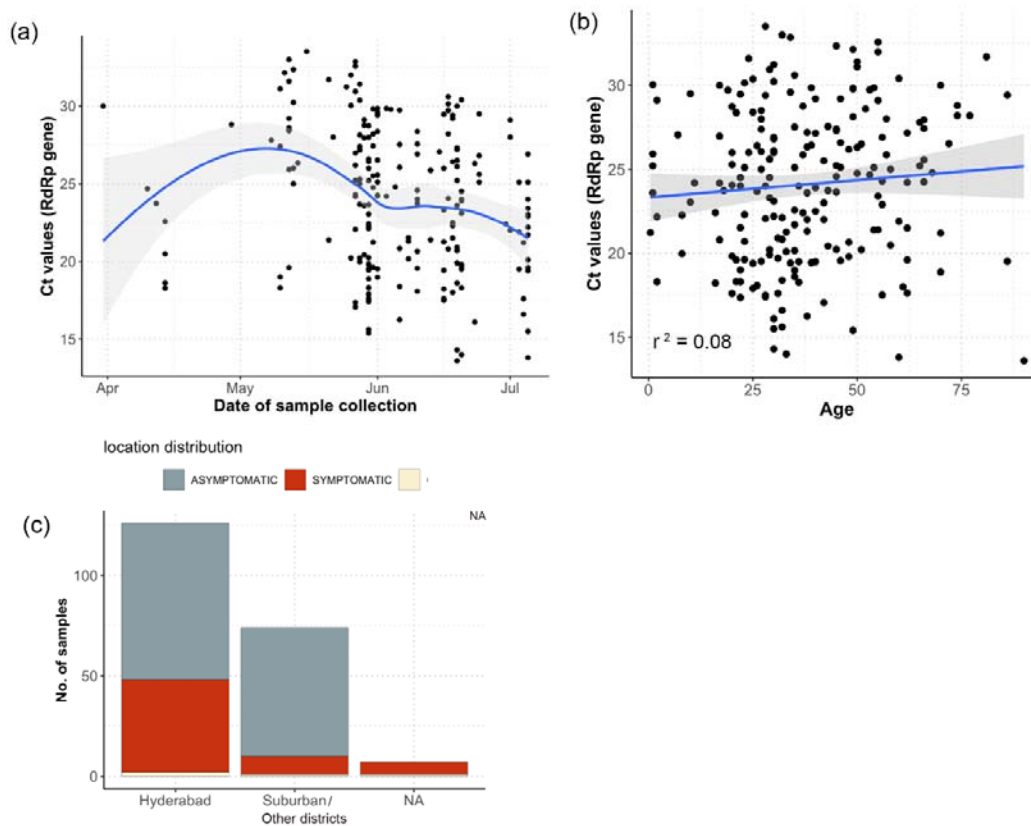 (a)
Ct values (RdRp gene)
30
25
20
15
Apr
May
Jun
Jul
Date of sample collection
(b)
Ct values (RdRp gene)
30
25
20
15
r² = 0.08
0
25
50
75
Age
location distribution
ASYMPTOMATIC
SYMPTOMATIC
(c)
NA
No. of samples
100
50
0
Hyderabad
Suburban/
Other districts
NA